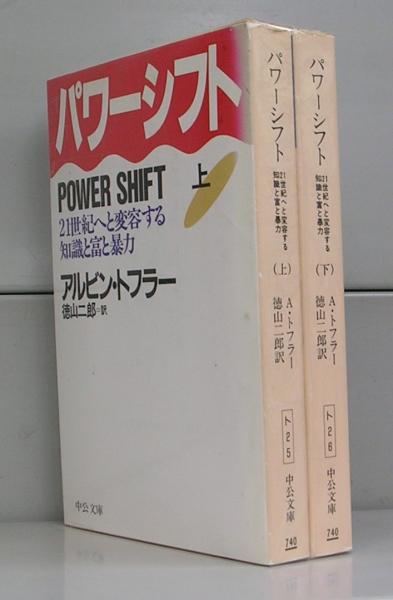 パワーシフト
POWER SHIFT
上
21世紀へと変容する
知識と富と暴力
アルビン・トフラー
徳山二郎=訳
中公文庫
パワーシフト
21世紀へと変容する
知識と富と暴力
(上)
A・トフラー
徳山二郎訳
ト25
中公文庫
740
パワーシフト
21世紀へと変容する
知識と富と暴力
(下)
A・トフラー
徳山二郎訳
ト26
中公文庫
740